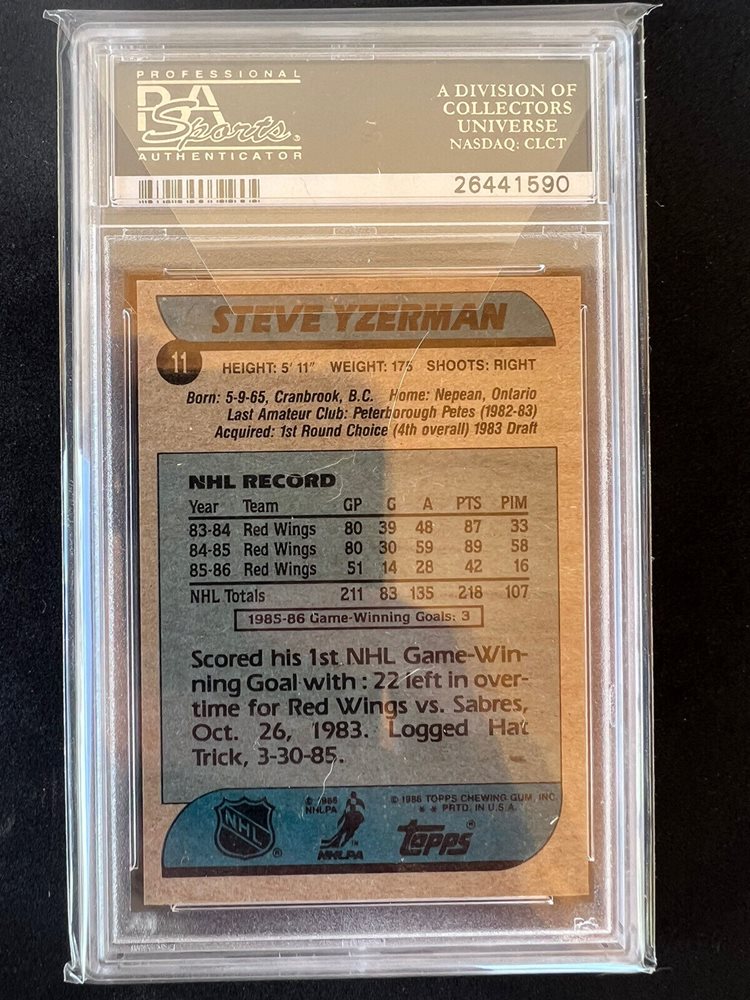 PROFESSIONAL
PSA
Sports
AUTHENTICATOR
A DIVISION OF
COLLECTORS
UNIVERSE
NASDAQ: CLCT
26441590
STEVE YZERMAN
11
HEIGHT: 5' 11" WEIGHT: 175 SHOOTS: RIGHT
Born: 5-9-65, Cranbrook, B.C. Home: Nepean, Ontario
Last Amateur Club: Peterborough Petes (1982-83)
Acquired: 1st Round Choice (4th overall) 1983 Draft
NHL RECORD
Year Team GP G A PTS PIM
83-84 Red Wings 80 39 48 87 33
84-85 Red Wings 80 30 59 89 58
85-86 Red Wings 51 14 28 42 16
NHL Totals 211 83 135 218 107
1985-86 Game-Winning Goals: 3
Scored his 1st NHL Game-Win-
ning Goal with : 22 left in over-
time for Red Wings vs. Sabres,
Oct. 26, 1983. Logged Hat
Trick, 3-30-85.
NHL ®
© 1986
NHLPA
NHLPA
© 1986 TOPPS CHEWING GUM, INC.
** PRTD. IN U.S.A.
Topps ®
PSA